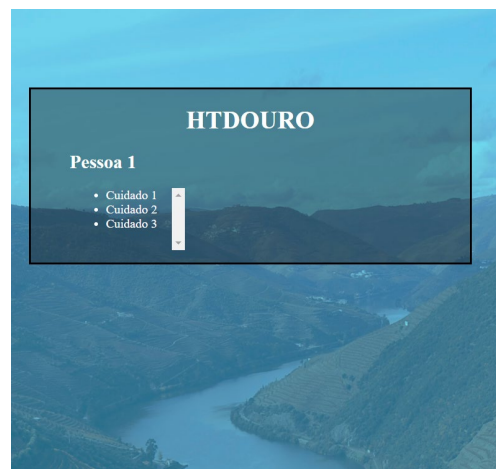 HTDOURO
Pessoa 1
Cuidado 1
Cuidado 2
Cuidado 3